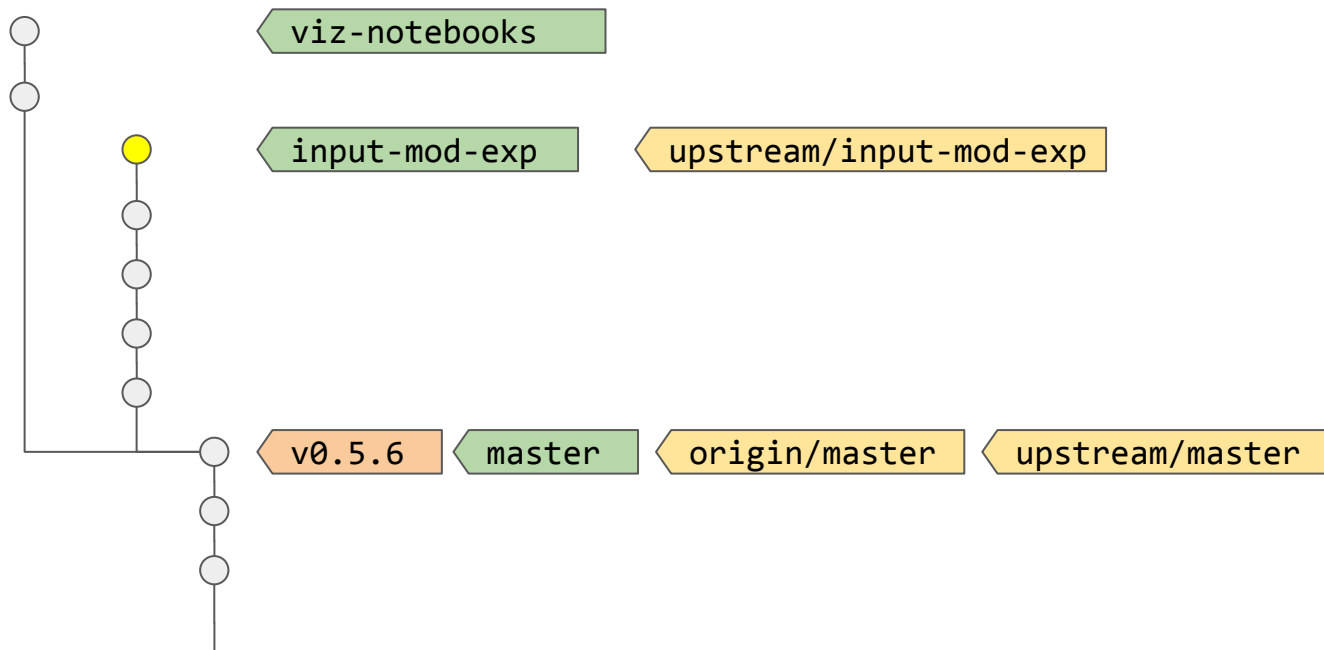 viz-notebooks
input-mod-exp upstream/input-mod-exp
v0.5.6 master origin/master upstream/master